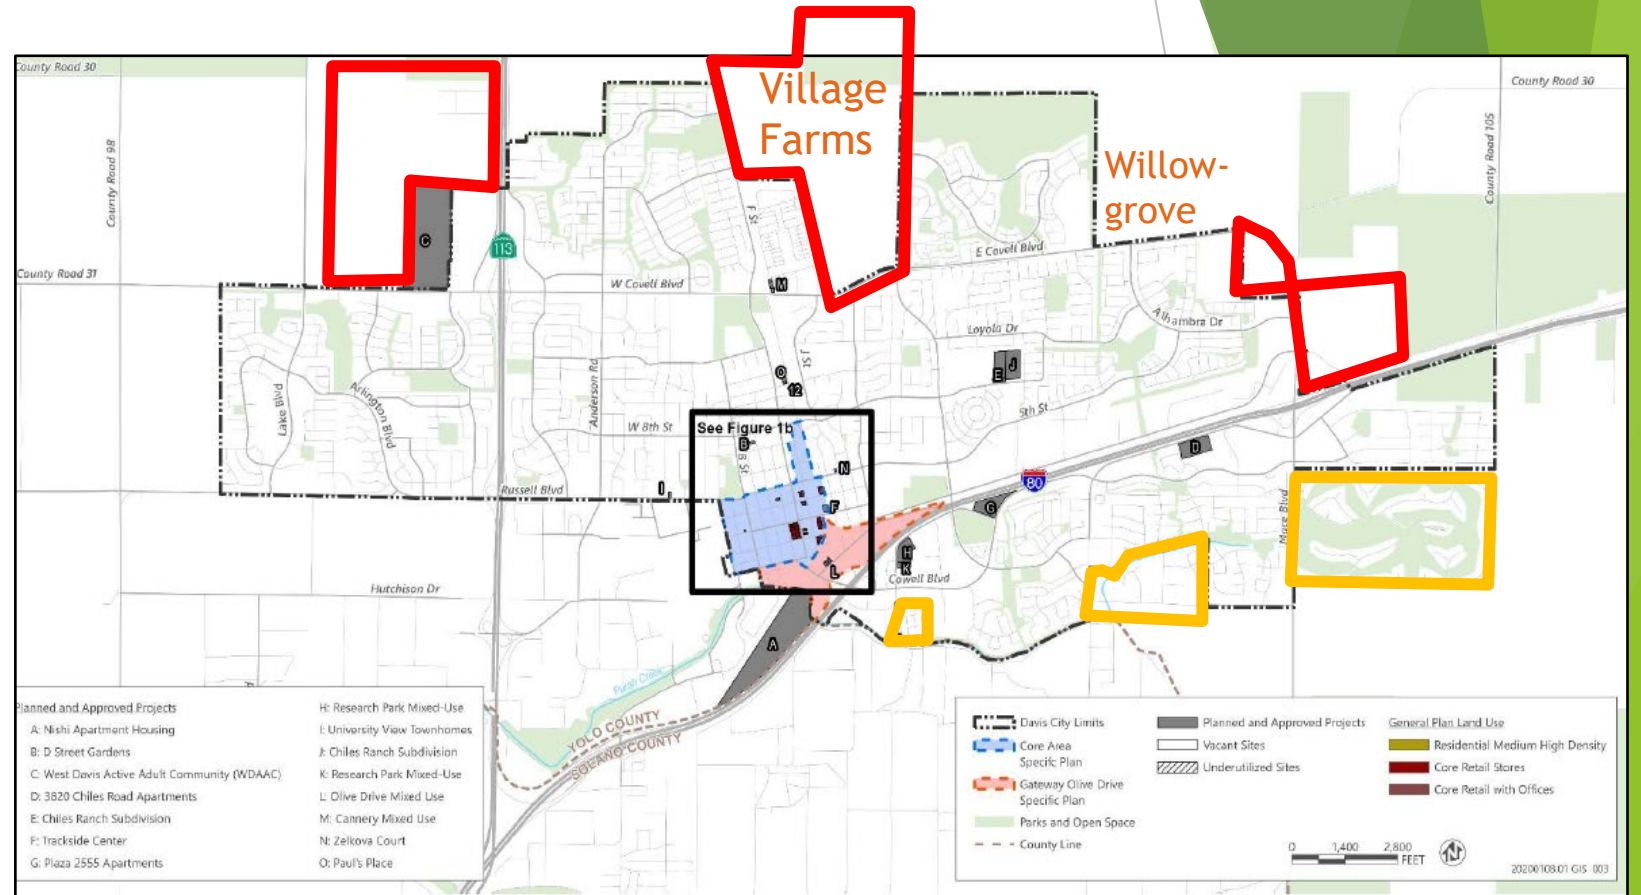 Village
Farms
Willow-
grove
County Road 30
County Road 30
County Road 98
County Road 105
113
C
F St
E Covell Blvd
County Road 31
W Covell Blvd
M
Alhambra Dr
Loyola Dr
J St
E
J
O
12
Lake Blvd
Arlington Blvd
Anderson Rd
5th St
W 8th St
See Figure 1b
B
B St
D
N
I
Russell Blvd
80
F
G
Mace Blvd
H
K
L
Cowell Blvd
Hutchison Dr
A
Putah Creek
YOLO COUNTY
SOLANO COUNTY
Planned and Approved Projects
A: Nishi Apartment Housing
B: D Street Gardens
C: West Davis Active Adult Community (WDAAC)
D: 3820 Chiles Road Apartments
E: Chiles Ranch Subdivision
F: Trackside Center
G: Plaza 2555 Apartments
H: Research Park Mixed-Use
I: University View Townhomes
J: Chiles Ranch Subdivision
K: Research Park Mixed-Use
L: Olive Drive Mixed Use
M: Cannery Mixed Use
N: Zelkova Court
O: Paul's Place
Davis City Limits
Core Area
Specific Plan
Gateway Olive Drive
Specific Plan
Parks and Open Space
County Line
Planned and Approved Projects
Vacant Sites
Underutilized Sites
General Plan Land Use
Residential Medium High Density
Core Retail Stores
Core Retail with Offices
0 1,400 2,800
FEET
N
20200108.01 GIS 003